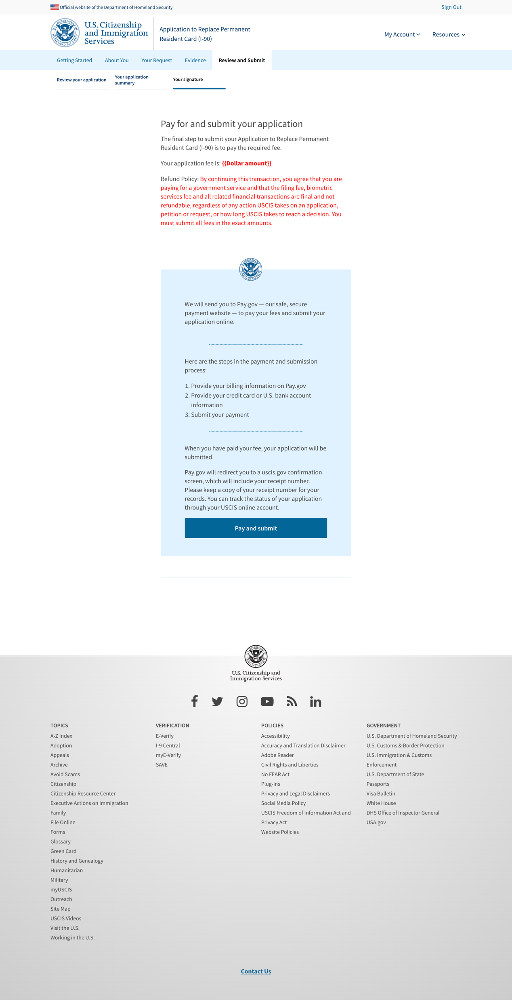 Official website of the Department of Homeland Security
Sign Out
U.S. Citizenship
and Immigration
Services
Application to Replace Permanent
Resident Card (I-90)
My Account
Resources
Getting Started
About You
Your Request
Evidence
Review and Submit
Review your application
Your application
summary
Your signature
Pay for and submit your application
The final step to submit your Application to Replace Permanent
Resident Card (I-90) is to pay the required fee.
Your application fee is: {{Dollar amount}}
Refund Policy: By continuing this transaction, you agree that you are
paying for a government service and that the filing fee, biometric
services fee and all related financial transactions are final and not
refundable, regardless of any action USCIS takes on an application,
petition or request, or how long USCIS takes to reach a decision. You
must submit all fees in the exact amounts.
U.S. DEPARTMENT OF HOMELAND SECURITY
We will send you to Pay.gov — our safe, secure
payment website — to pay your fees and submit your
application online.
Here are the steps in the payment and submission
process:
1. Provide your billing information on Pay.gov
2. Provide your credit card or U.S. bank account
information
3. Submit your payment
When you have paid your fee, your application will be
submitted.
Pay.gov will redirect you to a uscis.gov confirmation
screen, which will include your receipt number.
Please keep a copy of your receipt number for your
records. You can track the status of your application
through your USCIS online account.
Pay and submit
U.S. DEPARTMENT OF HOMELAND SECURITY
U.S. Citizenship and
Immigration Services
TOPICS
A-Z Index
Adoption
Appeals
Archive
Avoid Scams
Citizenship
Citizenship Resource Center
Executive Actions on Immigration
Family
File Online
Forms
Glossary
Green Card
History and Genealogy
Humanitarian
Military
myUSCIS
Outreach
Site Map
USCIS Videos
Visit the U.S.
Working in the U.S.
VERIFICATION
E-Verify
I-9 Central
myE-Verify
SAVE
POLICIES
Accessibility
Accuracy and Translation Disclaimer
Adobe Reader
Civil Rights and Liberties
No FEAR Act
Plug-ins
Privacy and Legal Disclaimers
Social Media Policy
USCIS Freedom of Information Act and
Privacy Act
Website Policies
GOVERNMENT
U.S. Department of Homeland Security
U.S. Customs & Border Protection
U.S. Immigration & Customs
Enforcement
U.S. Department of State
Passports
Visa Bulletin
White House
DHS Office of Inspector General
USA.gov
Contact Us